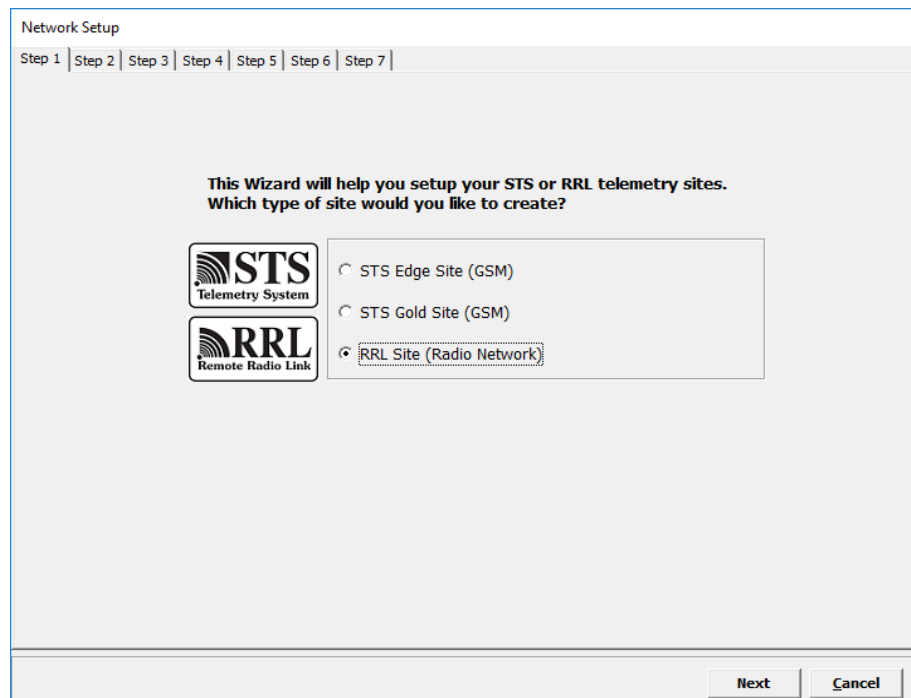 Network Setup
Step 1 Step 2 Step 3 Step 4 Step 5 Step 6 Step 7
This Wizard will help you setup your STS or RRL telemetry sites.
Which type of site would you like to create?
STS
Telemetry System
RRL
Remote Radio Link
STS Edge Site (GSM)
STS Gold Site (GSM)
RRL Site (Radio Network)
Next Cancel